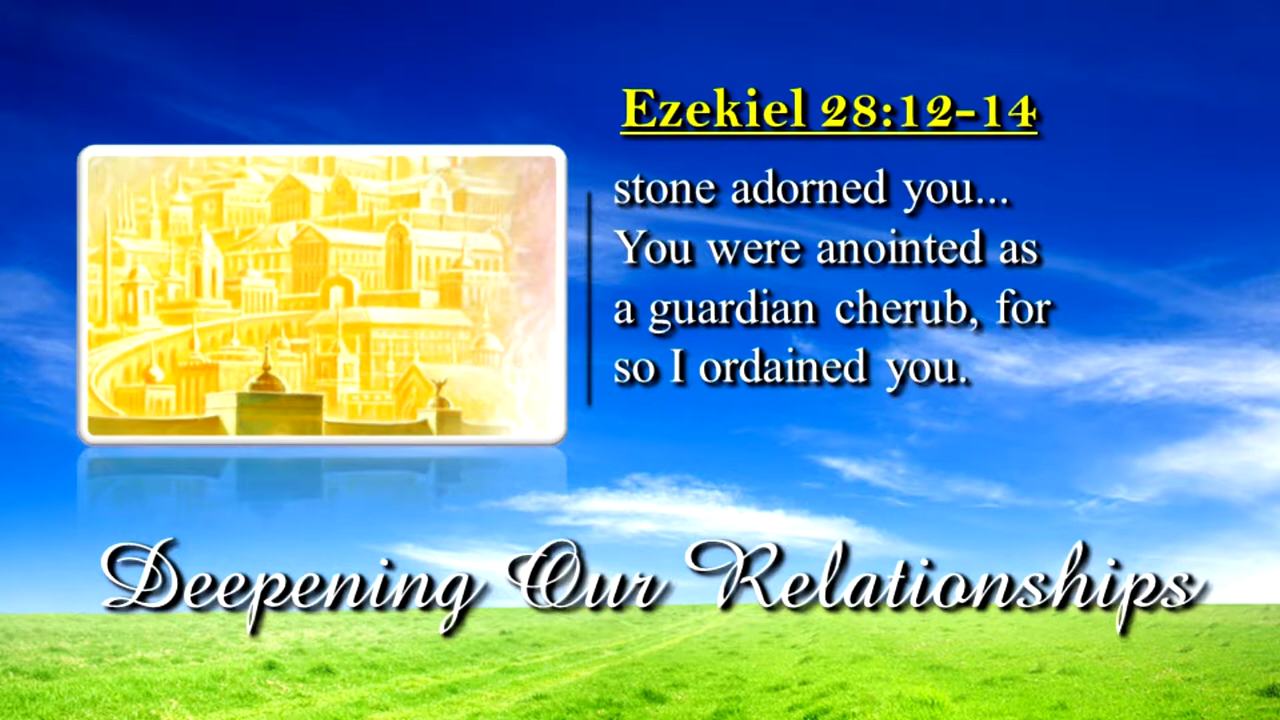 Ezekiel 28:12-14
stone adorned you...
You were anointed as
a guardian cherub, for
so I ordained you.
Deepening Our Relationships